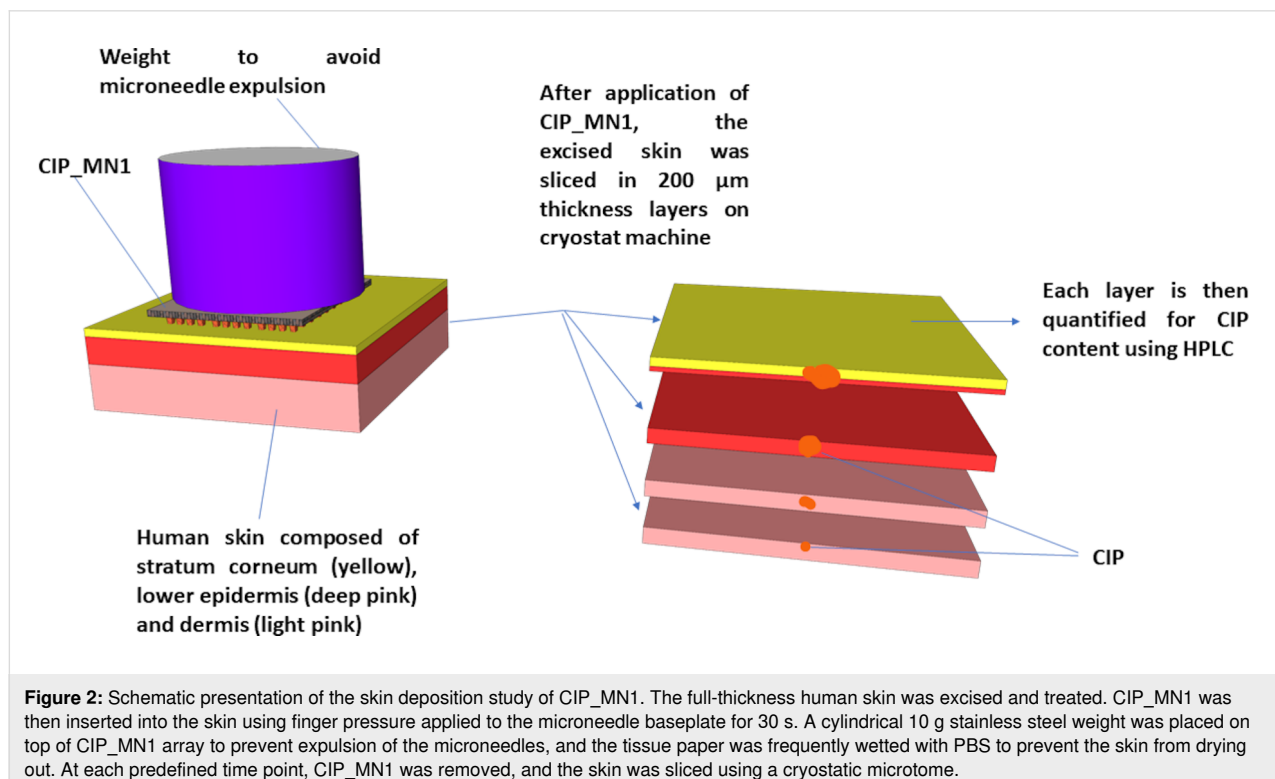 Weight to avoid
microneedle expulsion
CIP_MN1
After application of
CIP_MN1, the
excised skin was
sliced in 200 µm
thickness layers on
cryostat machine
Each layer is then
quantified for CIP
content using HPLC
Human skin composed of
stratum corneum (yellow),
lower epidermis (deep pink)
and dermis (light pink)
CIP
Figure 2: Schematic presentation of the skin deposition study of CIP_MN1. The full-thickness human skin was excised and treated. CIP_MN1 was
then inserted into the skin using finger pressure applied to the microneedle baseplate for 30 s. A cylindrical 10 g stainless steel weight was placed on
top of CIP_MN1 array to prevent expulsion of the microneedles, and the tissue paper was frequently wetted with PBS to prevent the skin from drying
out. At each predefined time point, CIP_MN1 was removed, and the skin was sliced using a cryostatic microtome.